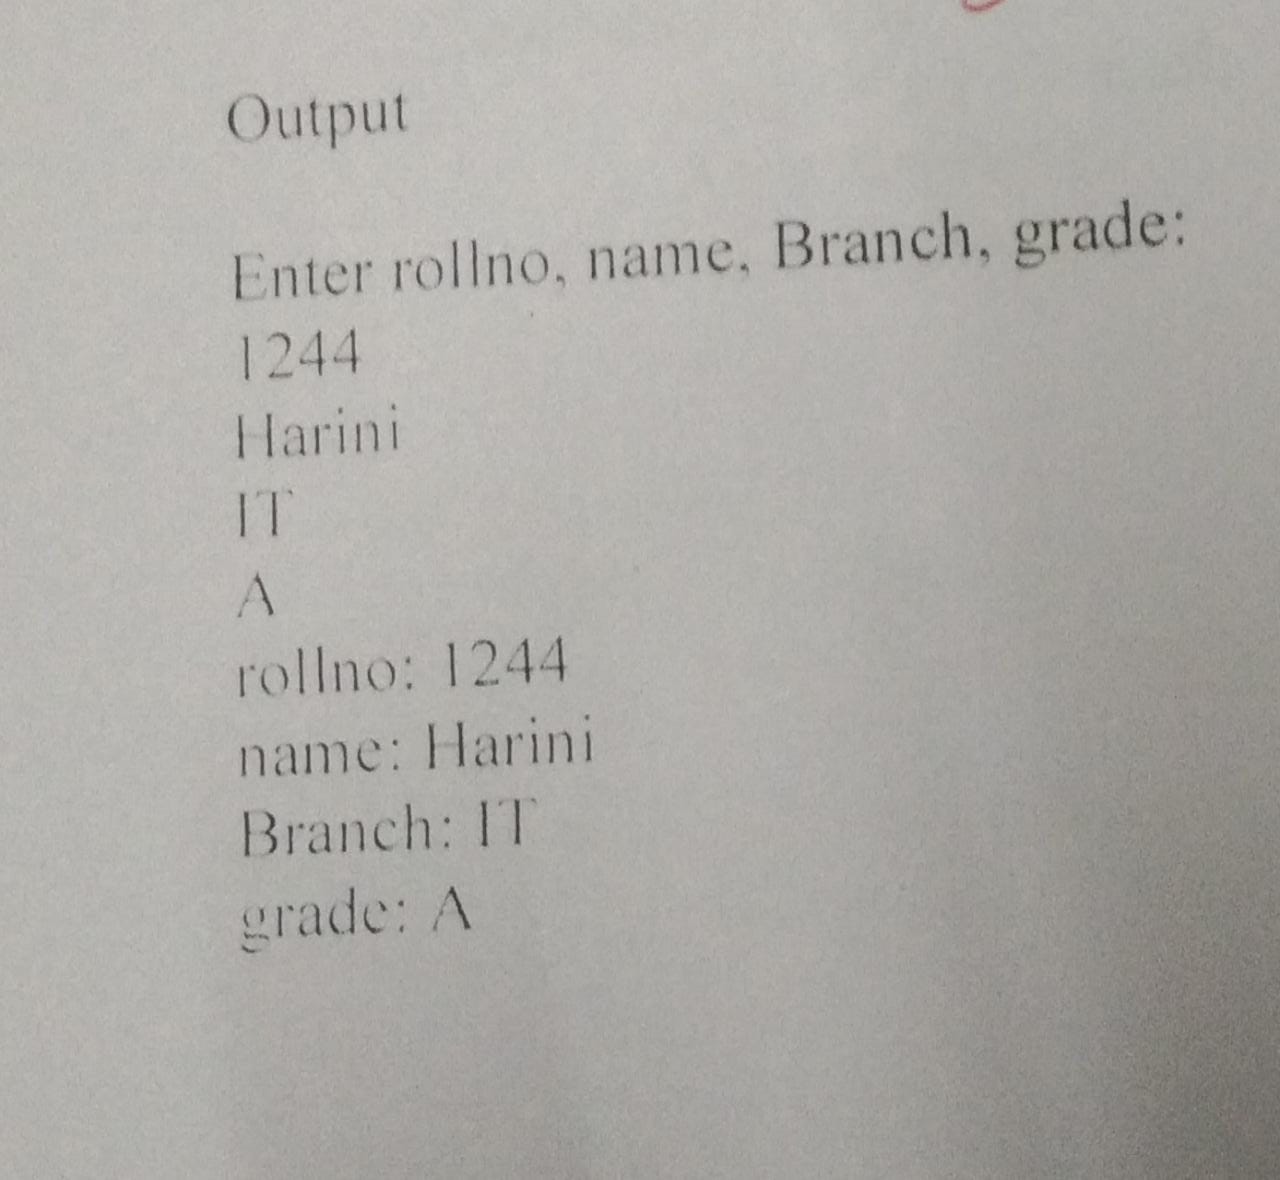 Output
Enter rollno, name, Branch, grade:
1244
Harini
IT
A
rollno: 1244
name: Harini
Branch: IT
grade: A